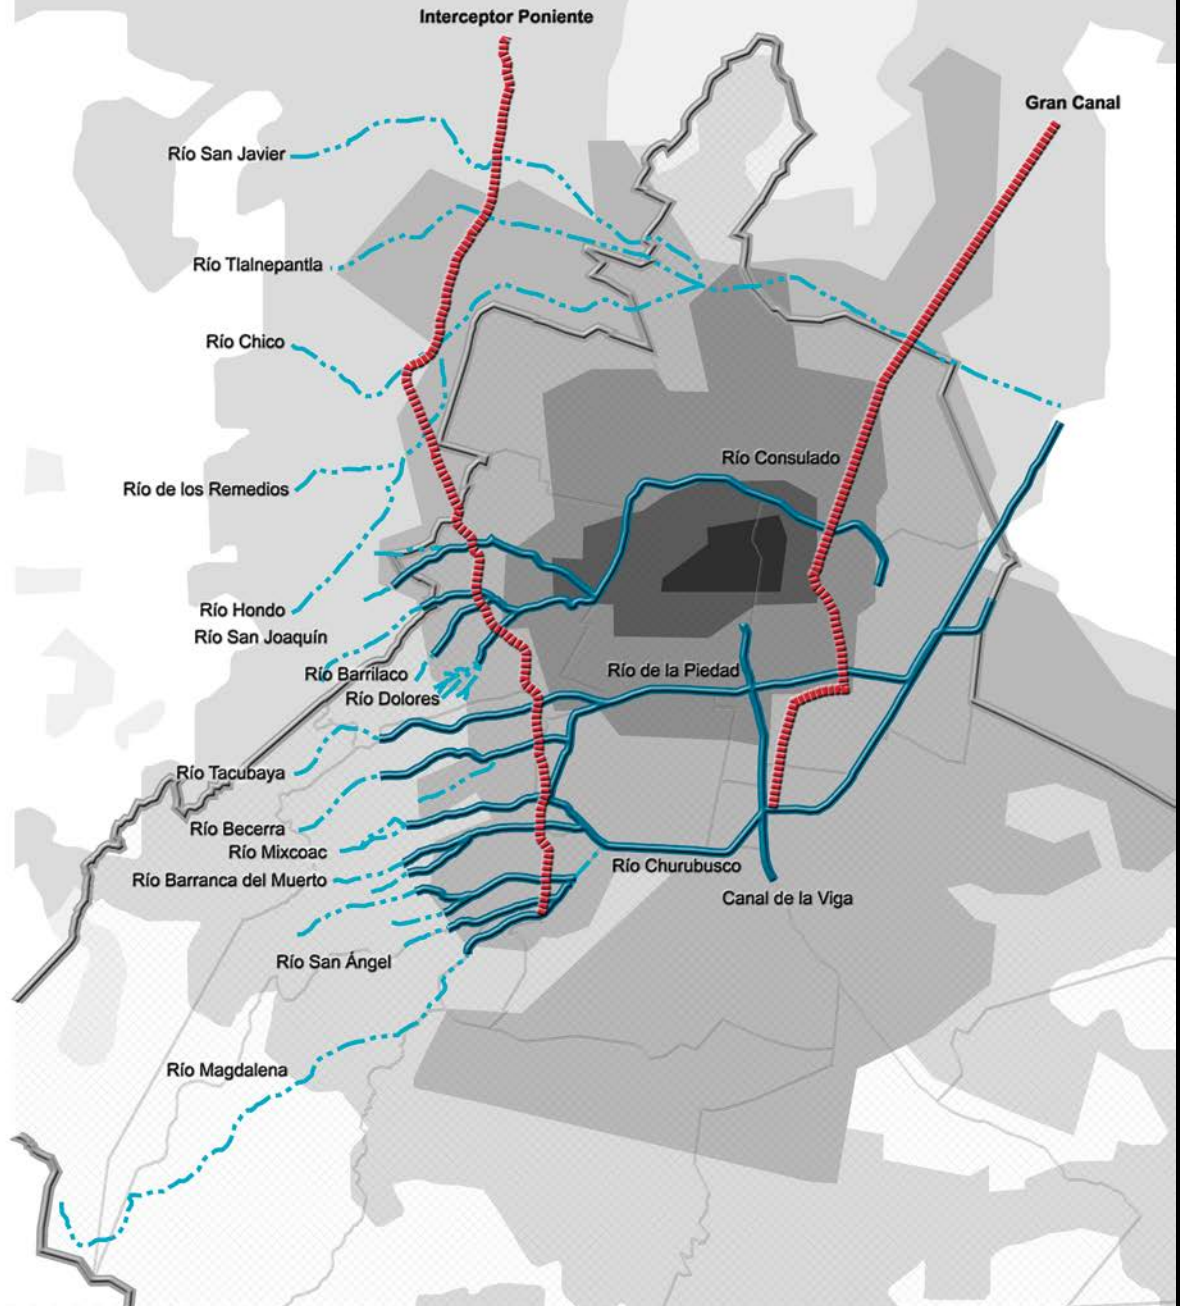 Interceptor Poniente
Gran Canal
Río San Javier
Río Tlalnepantla
Río Chico
Río Consulado
Río de los Remedios
Río Hondo
Río San Joaquín
Río de la Piedad
Río Barrilaco
Río Dolores
Río Tacubaya
Río Becerra
Río Mixcoac
Río Churubusco
Río Barranca del Muerto
Canal de la Viga
Río San Ángel
Río Magdalena